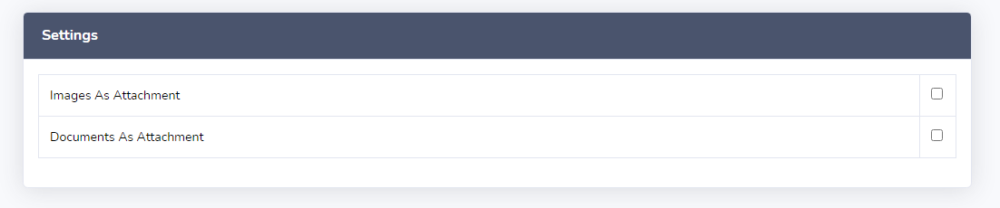 Settings
Images As Attachment
Documents As Attachment